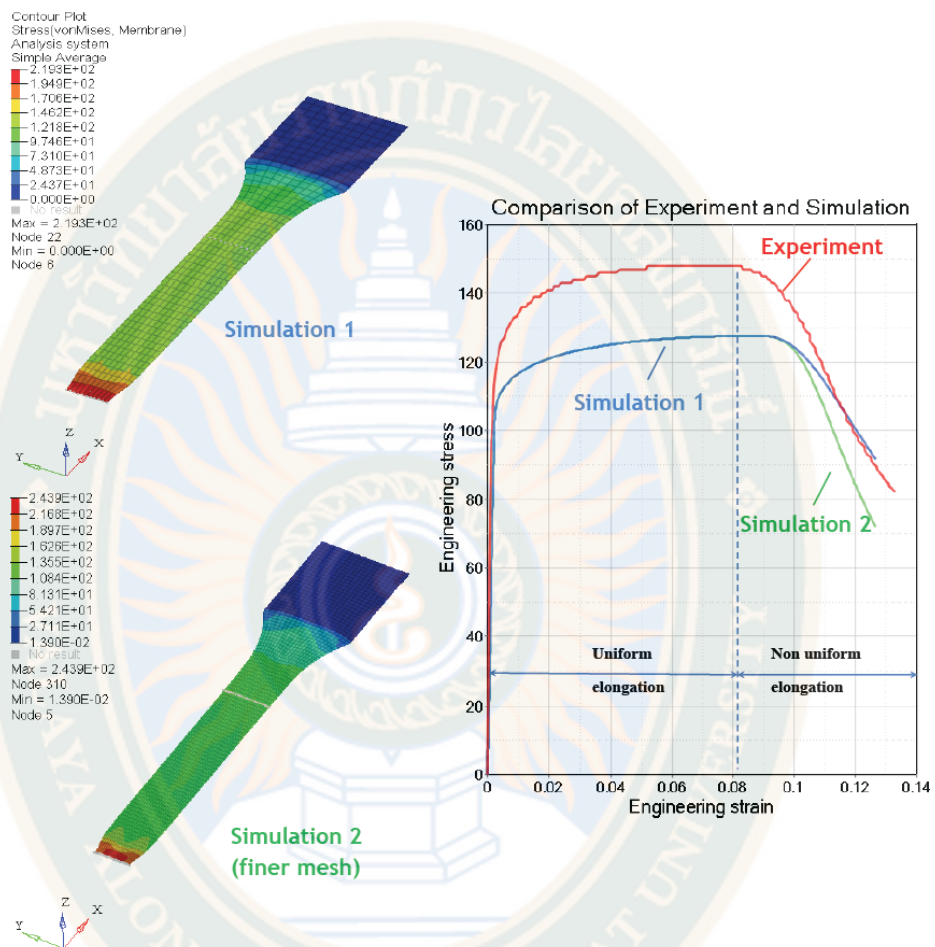 Contour Plot
Stress(vonMises, Membrane)
Analysis system
Simple Average
2.193E+02
1.949E+02
1.706E+02
1.462E+02
1.218E+02
9.746E+01
7.310E+01
4.873E+01
2.437E+01
0.000E+00
No result
Max = 2.193E+02
Node 22
Min = 0.000E+00
Node 6
Simulation 1
Z
X
Y
2.439E+02
2.168E+02
1.897E+02
1.626E+02
1.355E+02
1.084E+02
8.131E+01
5.421E+01
2.711E+01
1.390E-02
No result
Max = 2.439E+02
Node 310
Min = 1.390E-02
Node 5
Simulation 2
(finer mesh)
Z
X
Y
Comparison of Experiment and Simulation
160
140
120
100
80
60
40
20
0
Engineering stress
Experiment
Simulation 1
Simulation 2
Uniform
elongation
Non uniform
elongation
0
0.02
0.04
0.06
0.08
0.1
0.12
0.14
Engineering strain